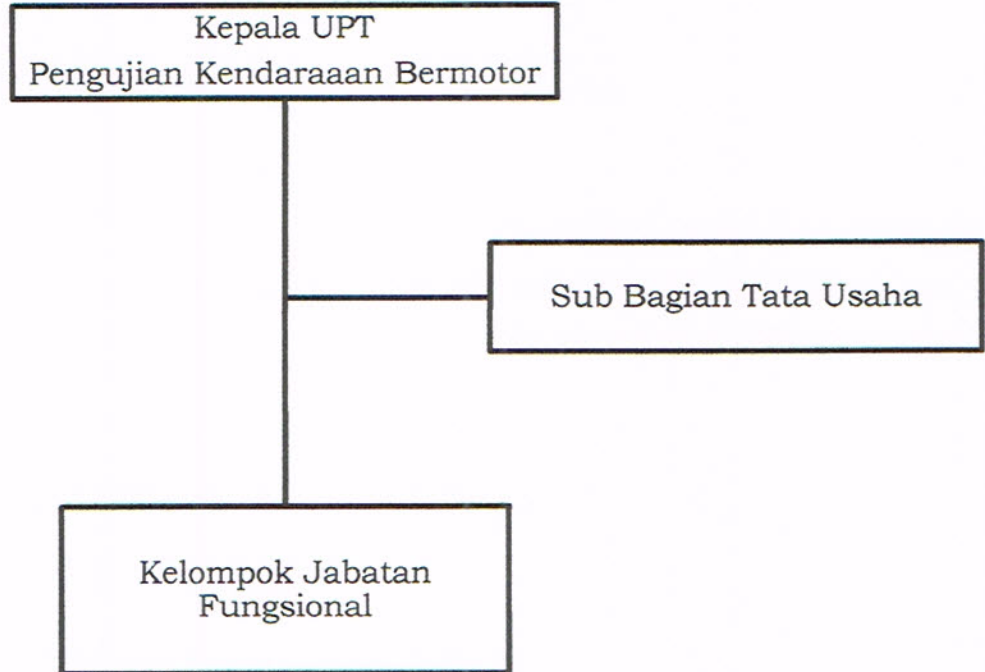 Kepala UPT
Pengujian Kendaraaan Bermotor
Sub Bagian Tata Usaha
Kelompok Jabatan
Fungsional